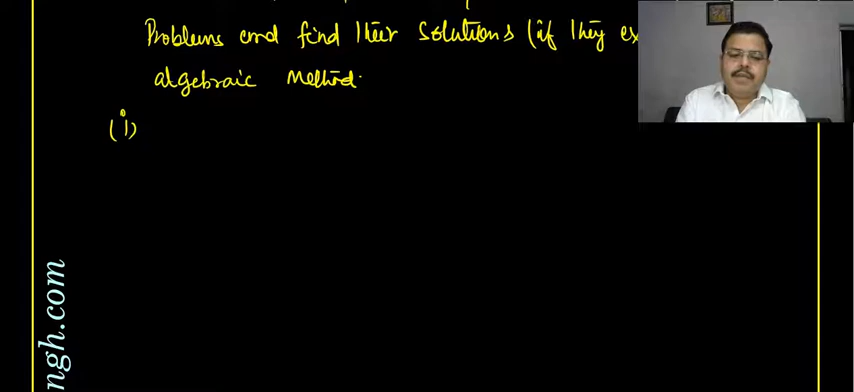 Problems and find their solutions (if they ex
algebraic method.
(i)
ngh.com